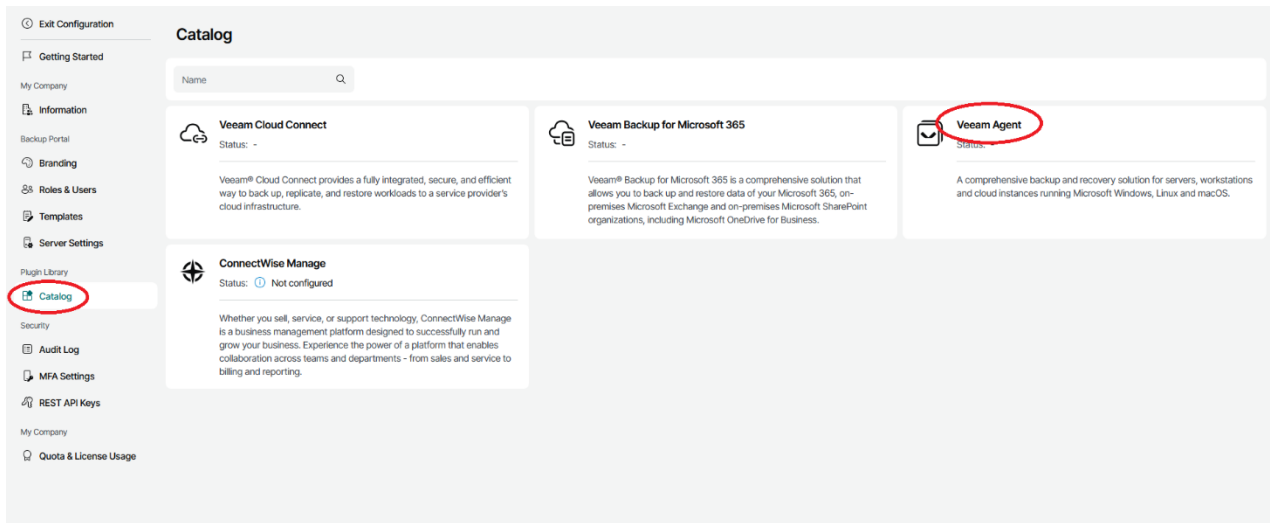 Exit Configuration
Getting Started
My Company
Information
Backup Portal
Branding
Roles & Users
Templates
Server Settings
Plugin Library
Catalog
Security
Audit Log
MFA Settings
REST API Keys
My Company
Quota & License Usage
Catalog
Name
Veeam Cloud Connect
Status: -
Veeam® Cloud Connect provides a fully integrated, secure, and efficient
way to back up, replicate, and restore workloads to a service provider's
cloud infrastructure.
Veeam Backup for Microsoft 365
Status: -
Veeam® Backup for Microsoft 365 is a comprehensive solution that
allows you to back up and restore data of your Microsoft 365, on-
premises Microsoft Exchange and on-premises Microsoft SharePoint
organizations, including Microsoft OneDrive for Business.
Veeam Agent
Status: -
A comprehensive backup and recovery solution for servers, workstations
and cloud instances running Microsoft Windows, Linux and macOS.
ConnectWise Manage
Status: Not configured
Whether you sell, service, or support technology, ConnectWise Manage
is a business management platform designed to successfully run and
grow your business. Experience the power of a platform that enables
collaboration across teams and departments - from sales and service to
billing and reporting.